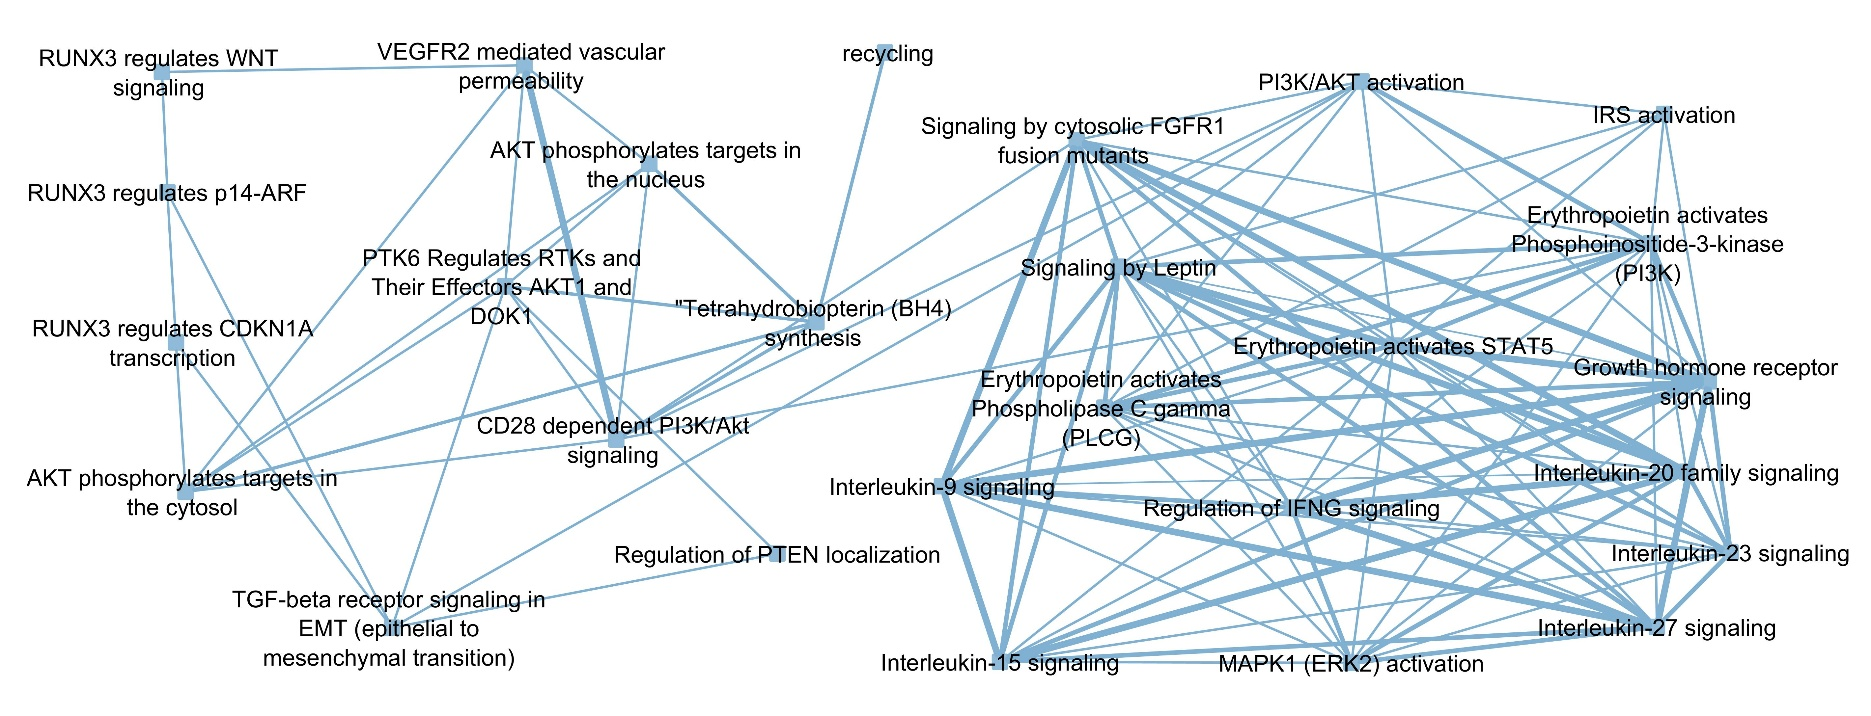 RUNX3 regulates WNT
signaling
VEGFR2 mediated vascular
permeability
recycling
PI3K/AKT activation
IRS activation
Signaling by cytosolic FGFR1
fusion mutants
AKT phosphorylates targets in
the nucleus
RUNX3 regulates p14-ARF
Erythropoietin activates
Phosphoinositide-3-kinase
(PI3K)
PTK6 Regulates RTKs and
Their Effectors AKT1 and
DOK1
Signaling by Leptin
"Tetrahydrobiopterin (BH4)
synthesis
RUNX3 regulates CDKN1A
transcription
Erythropoietin activates STAT5
Growth hormone receptor
signaling
Erythropoietin activates
Phospholipase C gamma
(PLCG)
CD28 dependent PI3K/Akt
signaling
AKT phosphorylates targets in
the cytosol
Interleukin-9 signaling
Interleukin-20 family signaling
Regulation of IFNG signaling
Regulation of PTEN localization
Interleukin-23 signaling
TGF-beta receptor signaling in
EMT (epithelial to
mesenchymal transition)
Interleukin-27 signaling
Interleukin-15 signaling
MAPK1 (ERK2) activation